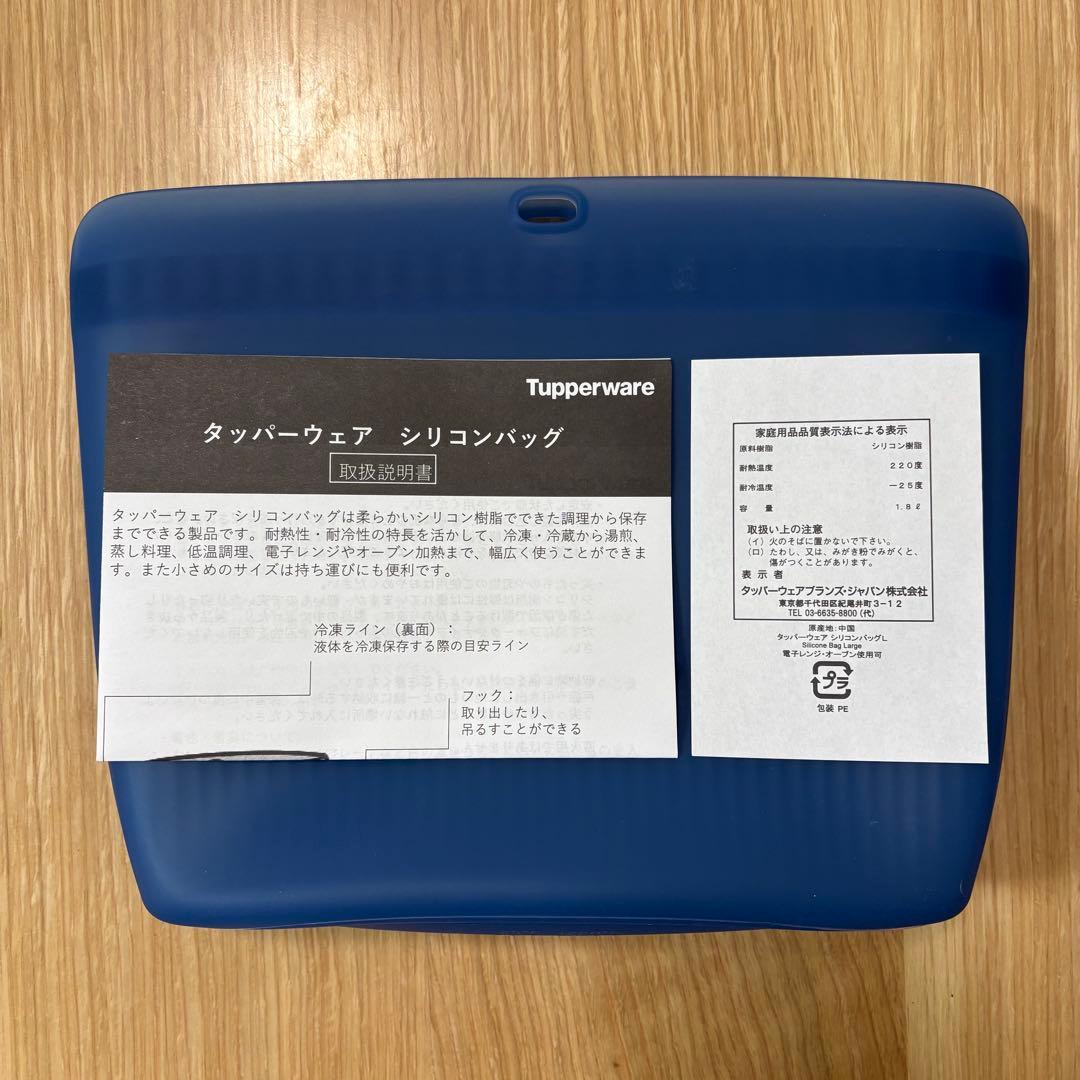 Tupperware
タッパーウェア シリコンバッグ
取扱説明書
タッパーウェア シリコンバッグは柔らかいシリコン樹脂でできた調理から保存
までできる製品です。耐熱性・耐冷性の特長を活かして、冷凍・冷蔵から湯煎、
蒸し料理、低温調理、電子レンジやオーブン加熱まで、幅広く使うことができま
す。また小さめのサイズは持ち運びにも便利です。
冷凍ライン（裏面）：
液体を冷凍保存する際の目安ライン
フック：
取り出したり、
吊るすことができる
家庭用品品質表示法による表示
原料樹脂 シリコン樹脂
耐熱温度 220度
耐冷温度 －25度
容量 1.8ℓ
取扱い上の注意
（イ）火のそばに置かないで下さい。
（ロ）たわし、又は、みがき粉でみがくと、
傷がつくことがあります。
表示者
タッパーウェアブランズ・ジャパン株式会社
東京都千代田区紀尾井町3－12
TEL 03-6635-8800（代）
原産地：中国
タッパーウェア シリコンバッグL
Silicone Bag Large
電子レンジ・オーブン使用可
プラ
包装 PE